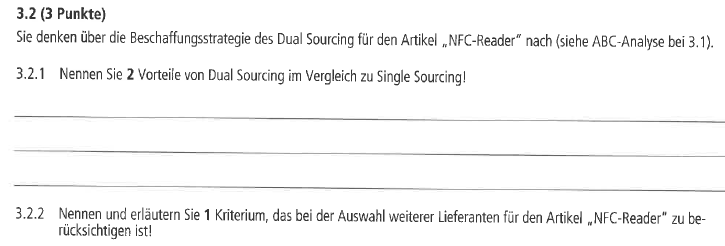 3.2 (3 Punkte)
Sie denken über die Beschaffungsstrategie des Dual Sourcing für den Artikel „NFC-Reader" nach (siehe ABC-Analyse bei 3.1).
3.2.1 Nennen Sie 2 Vorteile von Dual Sourcing im Vergleich zu Single Sourcing!
3.2.2 Nennen und erläutern Sie 1 Kriterium, das bei der Auswahl weiterer Lieferanten für den Artikel „NFC-Reader" zu be-
rücksichtigen ist!